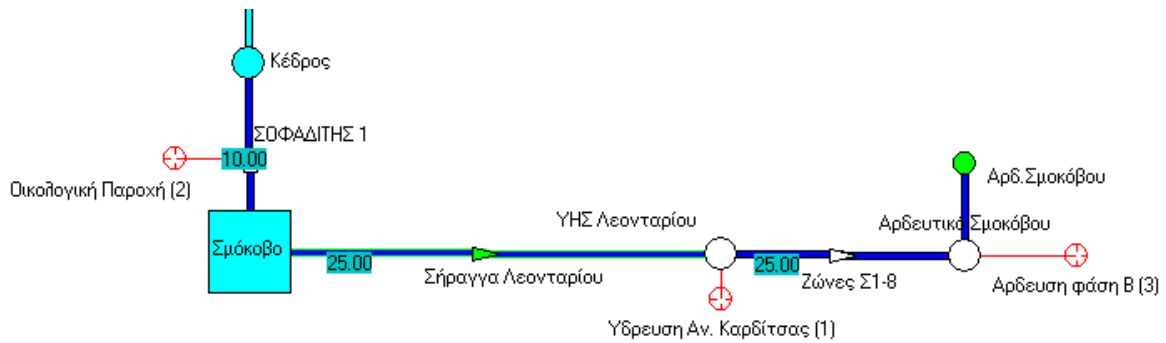 Κέδρος
ΣΟΦΑΔΙΤΗΣ 1
10.00
Οικολογική Παροχή (2)
Σμόκοβο
25.00
Σήραγγα Λεονταρίου
ΥΗΣ Λεονταρίου
25.00
Ζώνες Σ1-8
Υδρευση Αν. Καρδίτσας (1)
Αρδ.Σμοκόβου
Αρδευτικό Σμοκόβου
Αρδευση φάση Β (3)